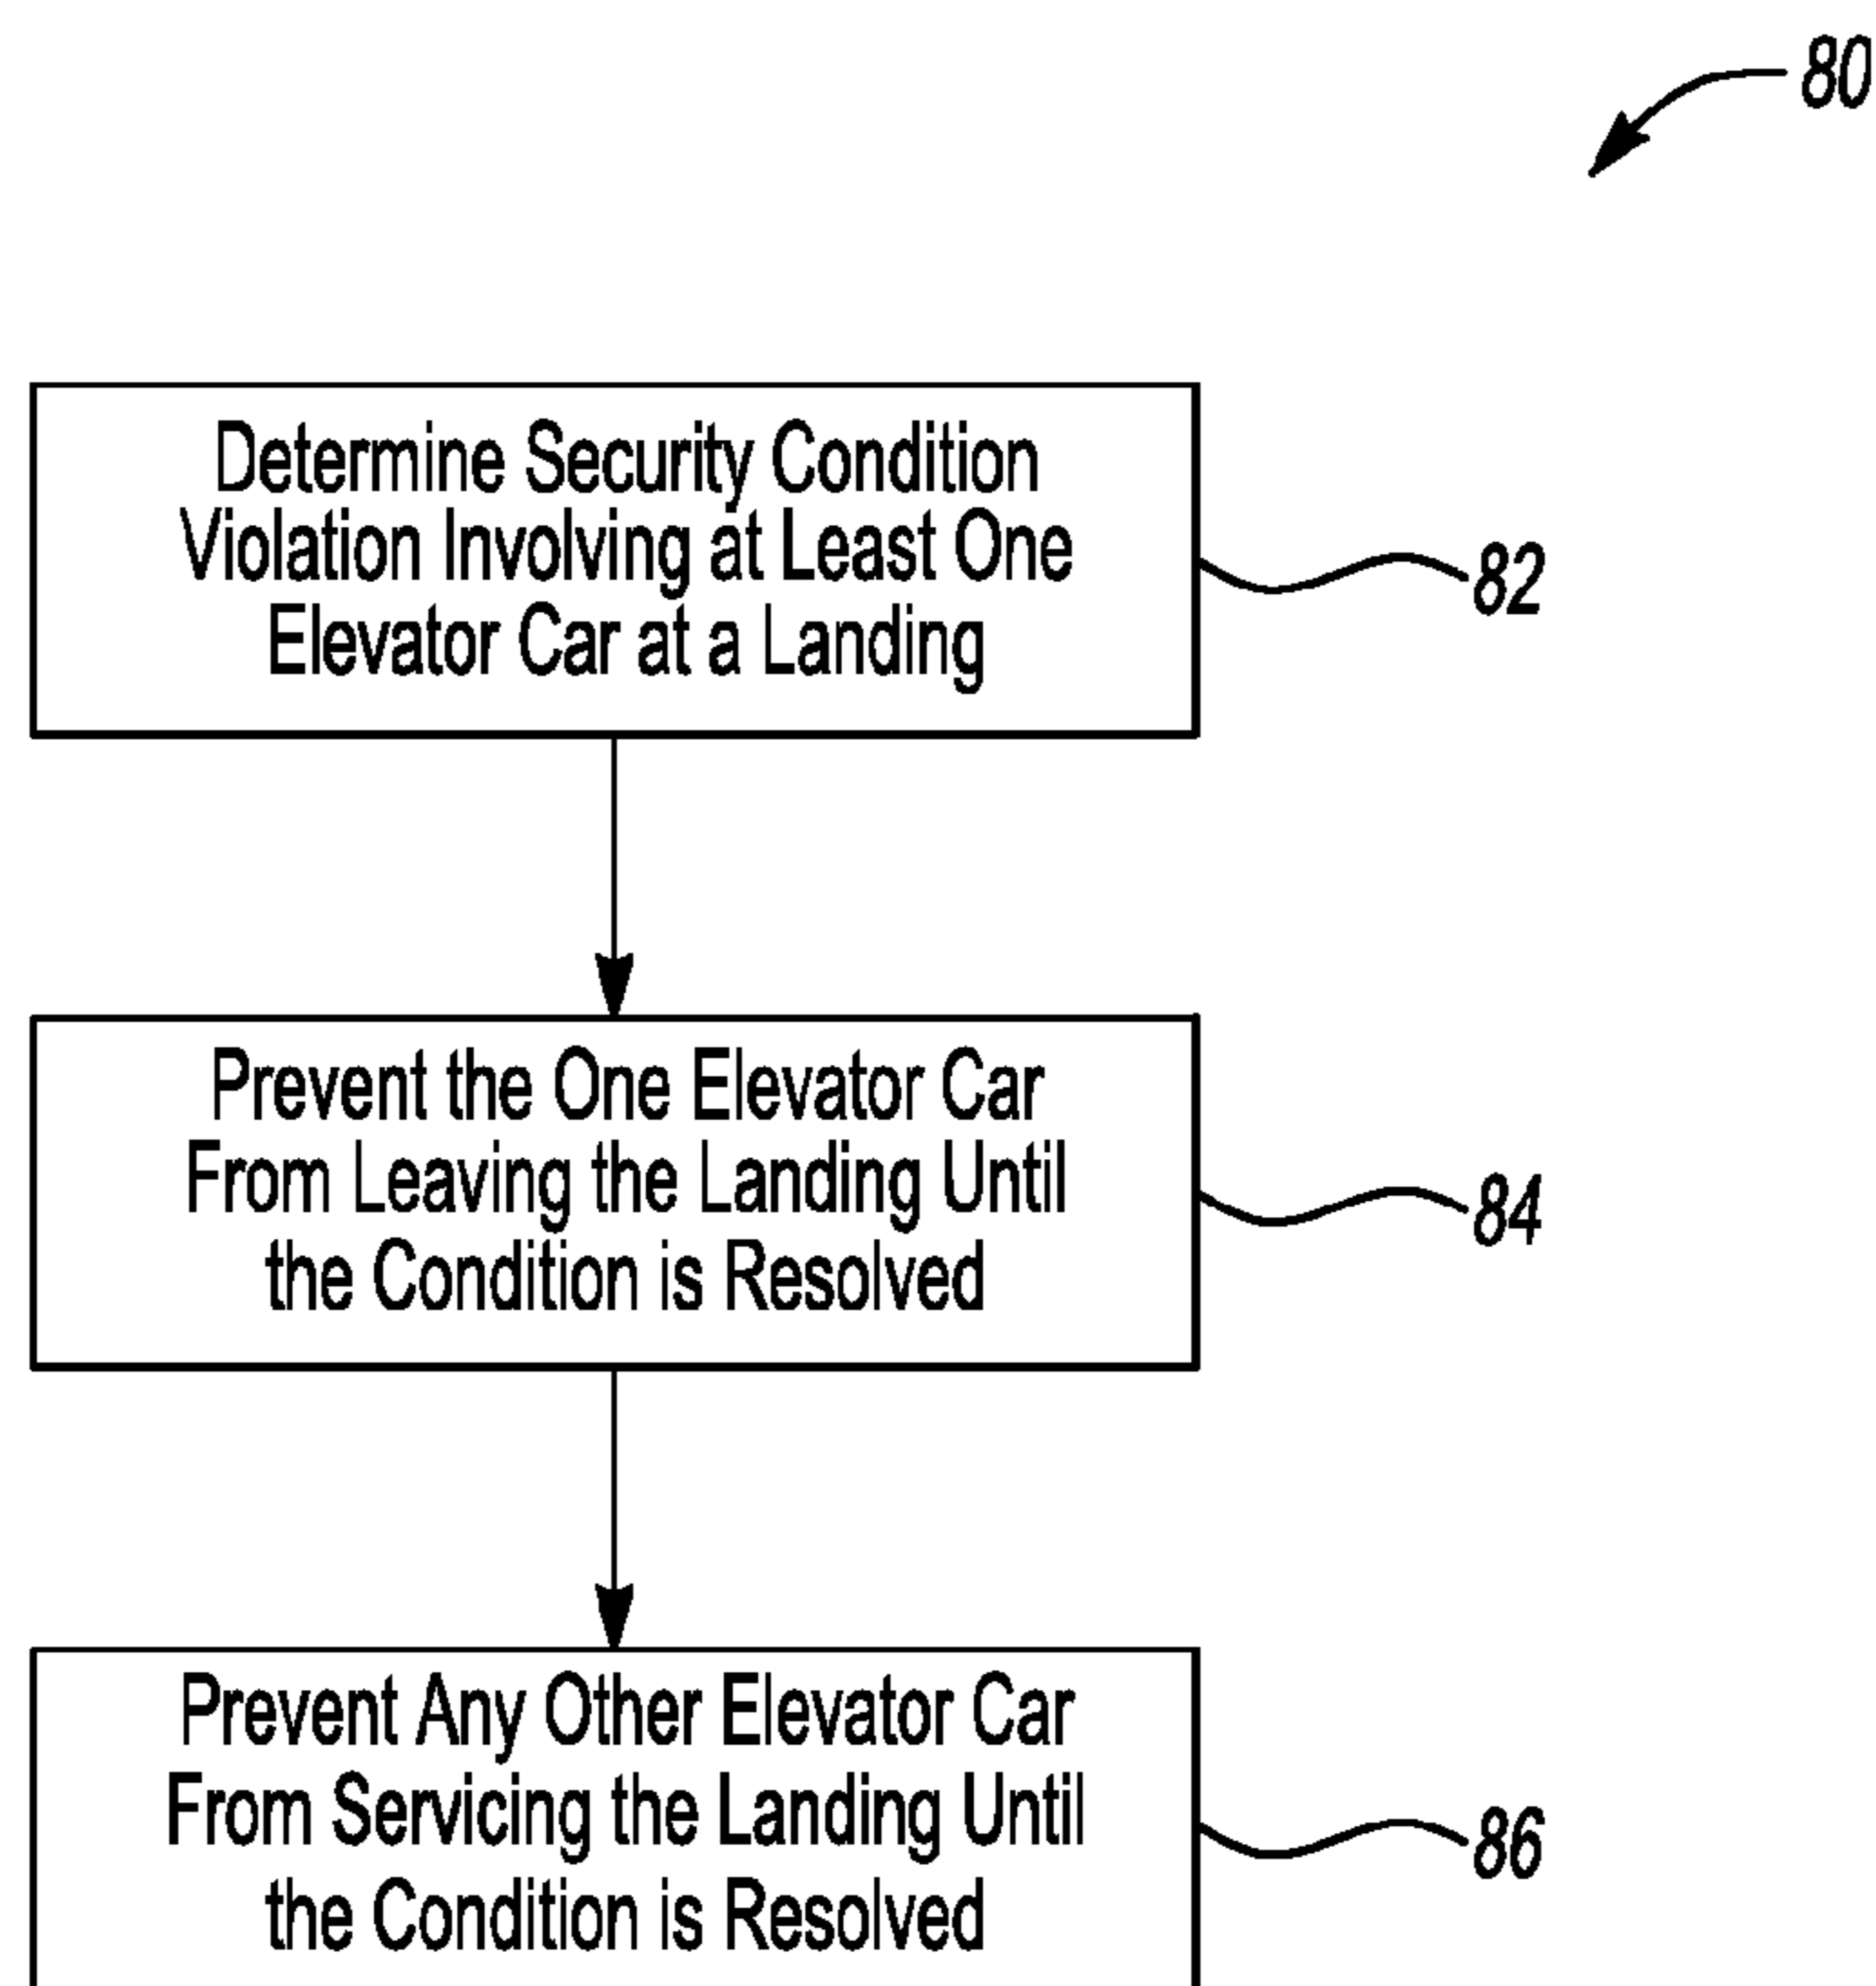 80
Determine Security Condition
Violation Involving at Least One
Elevator Car at a Landing
82
Prevent the One Elevator Car
From Leaving the Landing Until
the Condition is Resolved
84
Prevent Any Other Elevator Car
From Servicing the Landing Until
the Condition is Resolved
86